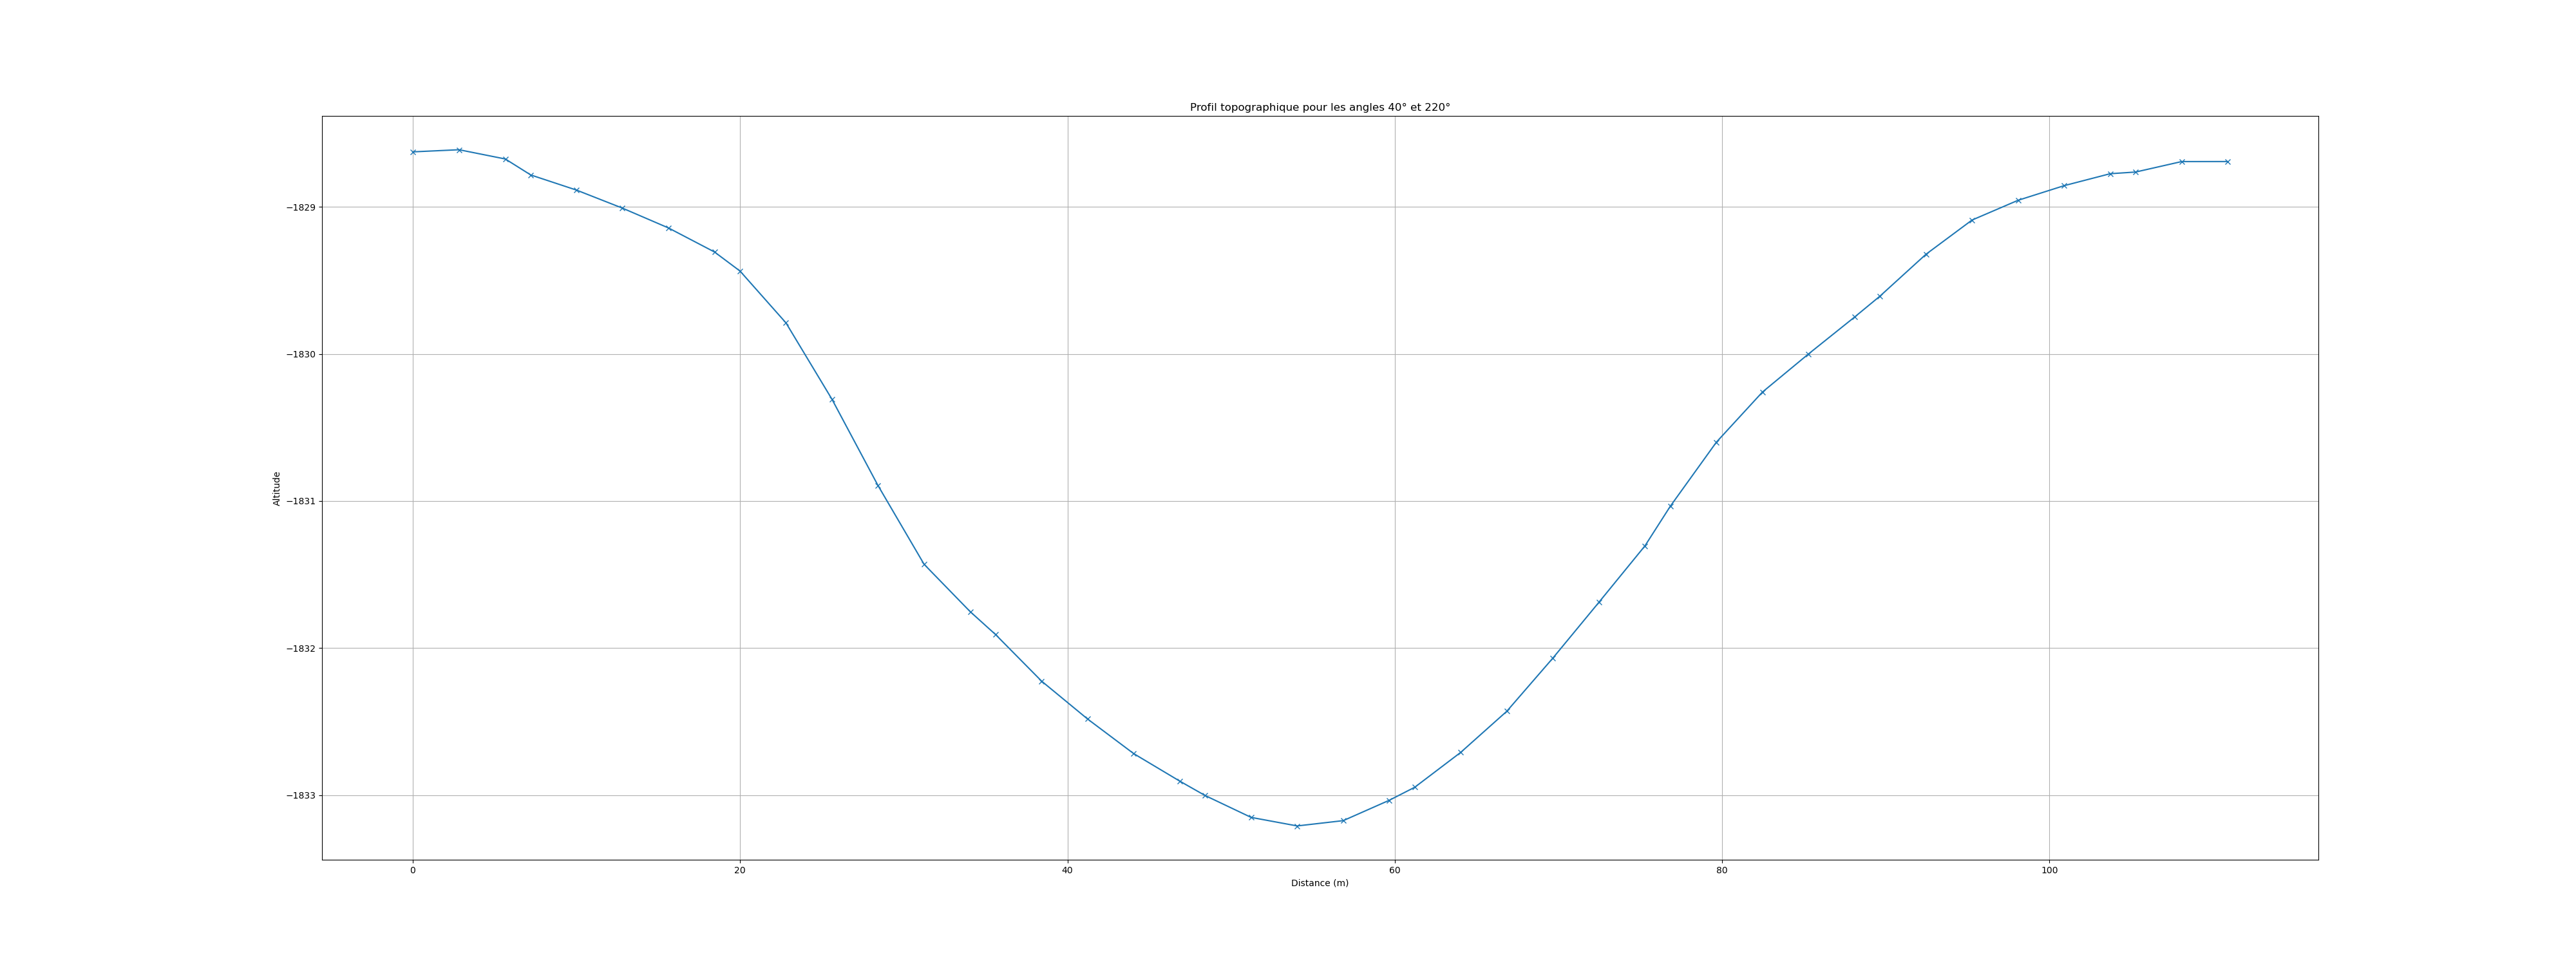 Profil topographique pour les angles 40° et 220°
Altitude
−1829
−1830
−1831
−1832
−1833
0 20 40 60 80 100
Distance (m)